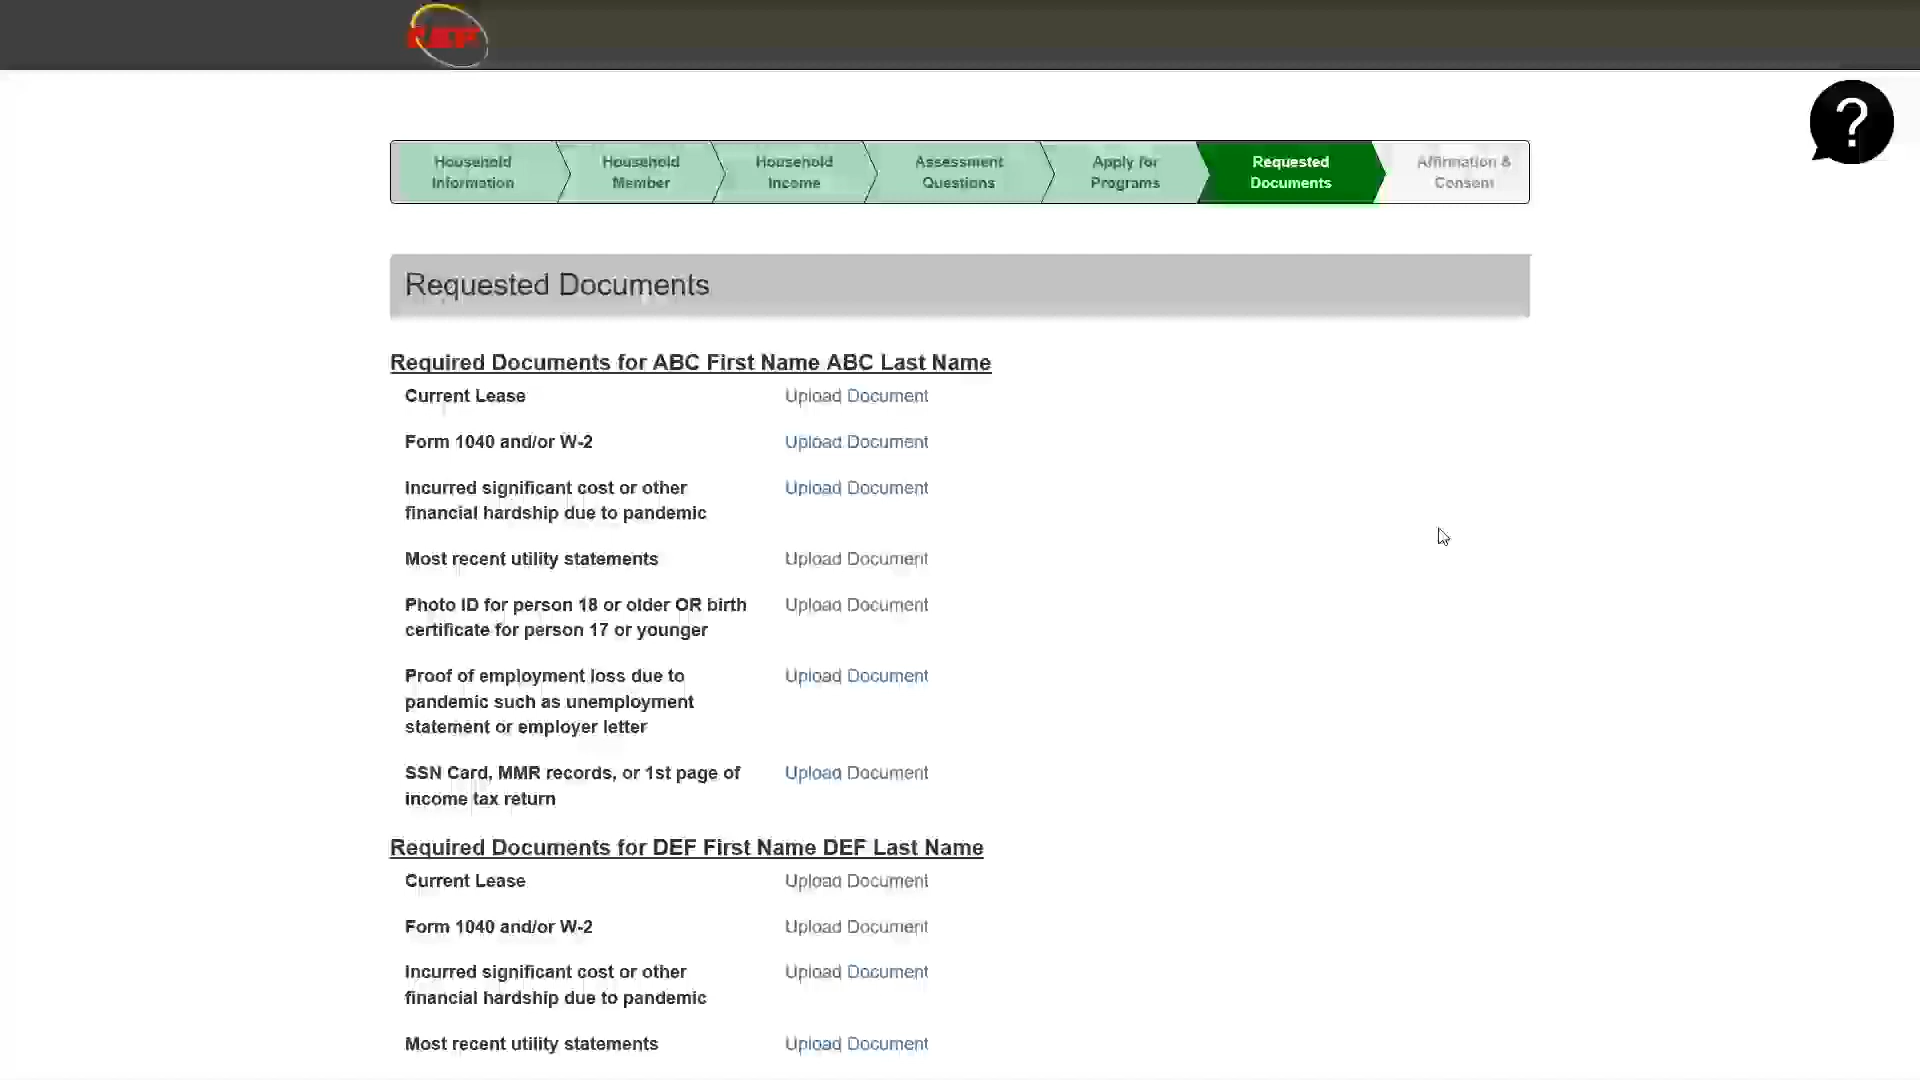 ?
Household
Information
Household
Member
Household
Income
Assessment
Questions
Apply for
Programs
Requested
Documents
Affirmation &
Consent
Requested Documents
Required Documents for ABC First Name ABC Last Name
Current Lease Upload Document
Form 1040 and/or W-2 Upload Document
Incurred significant cost or other Upload Document
financial hardship due to pandemic
Most recent utility statements Upload Document
Photo ID for person 18 or older OR birth Upload Document
certificate for person 17 or younger
Proof of employment loss due to Upload Document
pandemic such as unemployment
statement or employer letter
SSN Card, MMR records, or 1st page of Upload Document
income tax return
Required Documents for DEF First Name DEF Last Name
Current Lease Upload Document
Form 1040 and/or W-2 Upload Document
Incurred significant cost or other Upload Document
financial hardship due to pandemic
Most recent utility statements Upload Document